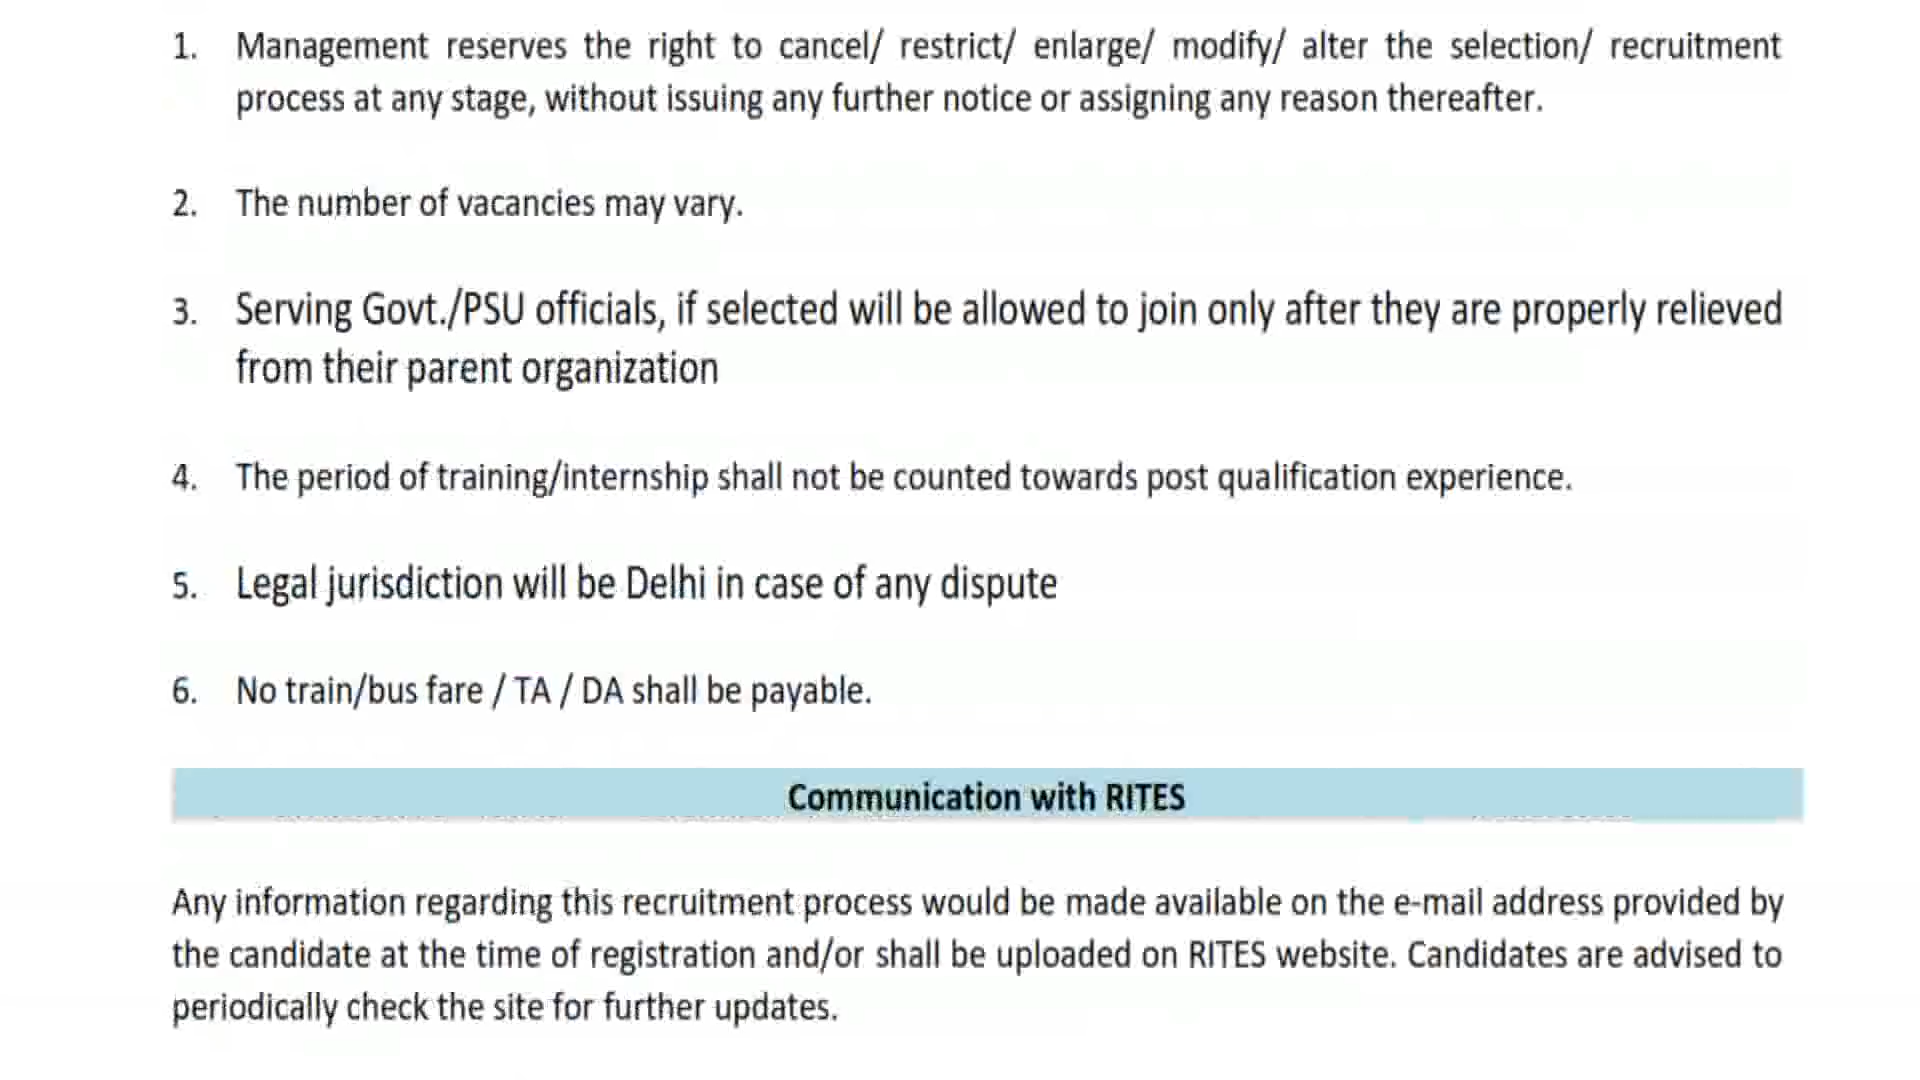 1. Management reserves the right to cancel/ restrict/ enlarge/ modify/ alter the selection/ recruitment
process at any stage, without issuing any further notice or assigning any reason thereafter.
2. The number of vacancies may vary.
3. Serving Govt./PSU officials, if selected will be allowed to join only after they are properly relieved
from their parent organization
4. The period of training/internship shall not be counted towards post qualification experience.
5. Legal jurisdiction will be Delhi in case of any dispute
6. No train/bus fare / TA / DA shall be payable.
Communication with RITES
Any information regarding this recruitment process would be made available on the e-mail address provided by
the candidate at the time of registration and/or shall be uploaded on RITES website. Candidates are advised to
periodically check the site for further updates.